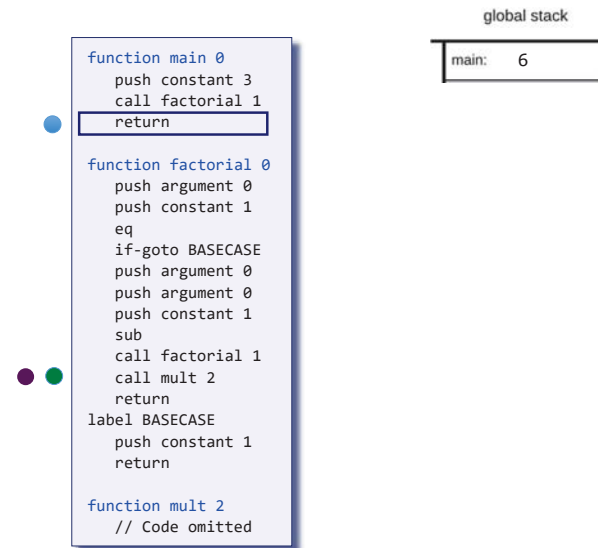 global stack
main: 6
function main 0
push constant 3
call factorial 1
return
function factorial 0
push argument 0
push constant 1
eq
if-goto BASECASE
push argument 0
push argument 0
push constant 1
sub
call factorial 1
call mult 2
return
label BASECASE
push constant 1
return
function mult 2
// Code omitted